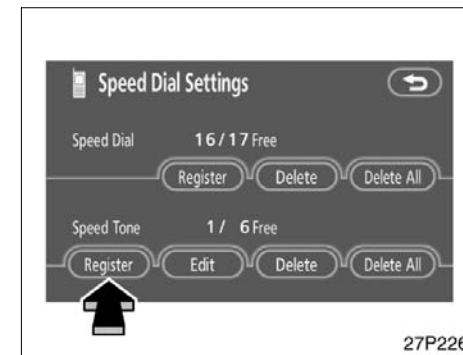 Speed Dial Settings
Speed Dial 16/17 Free
Register Delete Delete All
Speed Tone 1/ 6 Free
Register Edit Delete Delete All
27P226